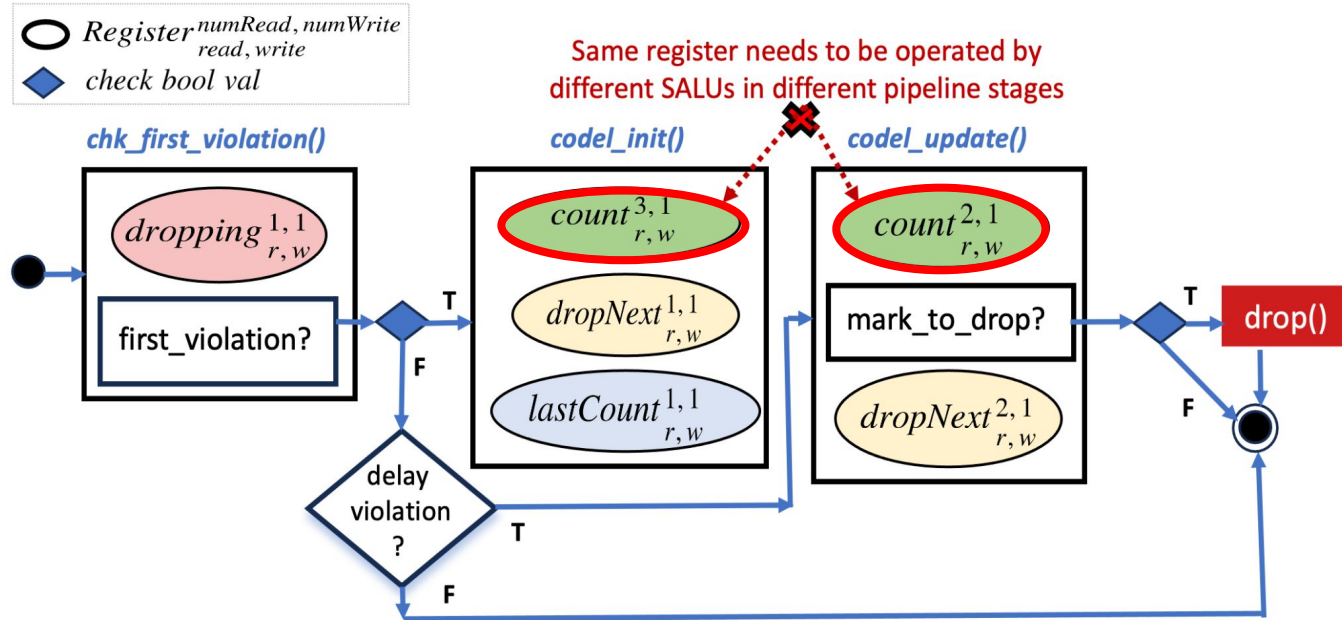 Register numRead, numWrite
read, write
check bool val
Same register needs to be operated by
different SALUs in different pipeline stages
chk_first_violation()
codel_init()
codel_update()
dropping 1, 1
r, w
first_violation?
T
F
count 3, 1
r, w
dropNext 1, 1
r, w
lastCount 1, 1
r, w
count 2, 1
r, w
mark_to_drop?
dropNext 2, 1
r, w
T
drop()
F
delay
violation
?
T
F